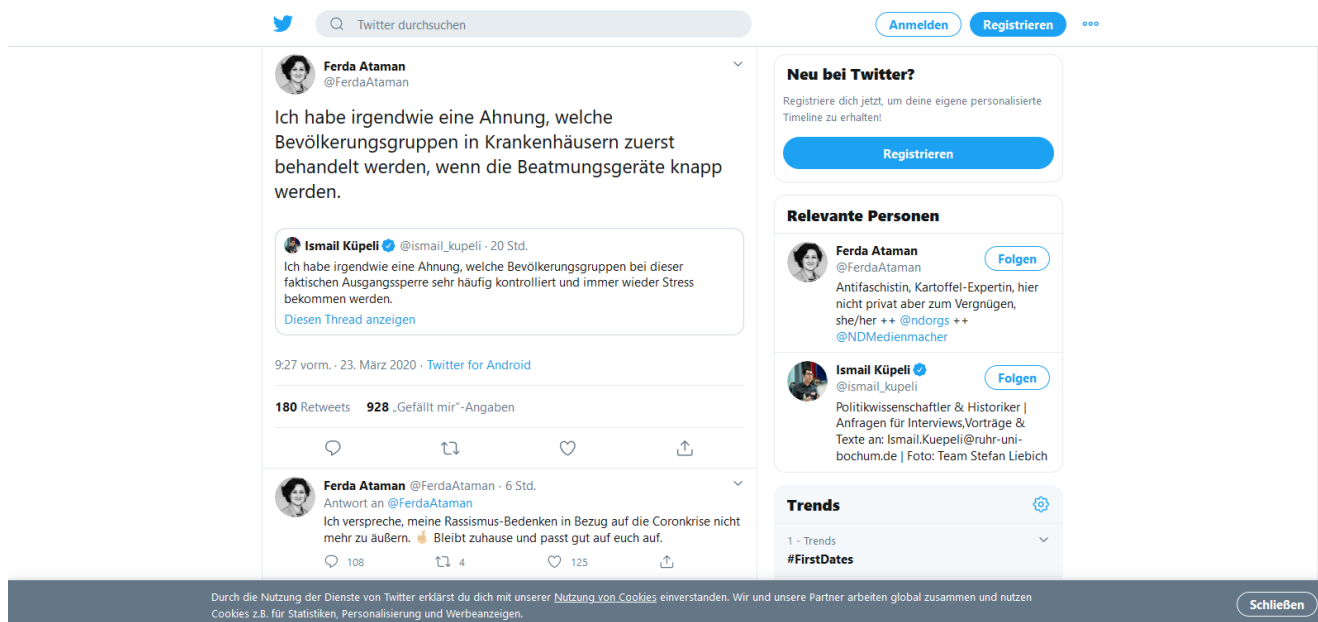 Twitter durchsuchen
Anmelden
Registrieren
Ferda Ataman
@FerdaAtaman
Ich habe irgendwie eine Ahnung, welche
Bevölkerungsgruppen in Krankenhäusern zuerst
behandelt werden, wenn die Beatmungsgeräte knapp
werden.
Ismail Küpeli @ismail_kupeli · 20 Std.
Ich habe irgendwie eine Ahnung, welche Bevölkerungsgruppen bei dieser
faktischen Ausgangssperre sehr häufig kontrolliert und immer wieder Stress
bekommen werden.
Diesen Thread anzeigen
9:27 vorm. · 23. März 2020 · Twitter for Android
180 Retweets 928 „Gefällt mir"-Angaben
Ferda Ataman @FerdaAtaman · 6 Std.
Antwort an @FerdaAtaman
Ich verspreche, meine Rassismus-Bedenken in Bezug auf die Coronkrise nicht
mehr zu äußern. 🤞🏼 Bleibt zuhause und passt gut auf euch auf.
108 4 125
Neu bei Twitter?
Registriere dich jetzt, um deine eigene personalisierte
Timeline zu erhalten!
Registrieren
Relevante Personen
Ferda Ataman
@FerdaAtaman
Folgen
Antifaschistin, Kartoffel-Expertin, hier
nicht privat aber zum Vergnügen,
she/her ++ @ndorgs ++
@NDMedienmacher
Ismail Küpeli
@ismail_kupeli
Folgen
Politikwissenschaftler & Historiker |
Anfragen für Interviews,Vorträge &
Texte an: Ismail.Kuepeli@ruhr-uni-
bochum.de | Foto: Team Stefan Liebich
Trends
1 · Trends
#FirstDates
Durch die Nutzung der Dienste von Twitter erklärst du dich mit unserer Nutzung von Cookies einverstanden. Wir und unsere Partner arbeiten global zusammen und nutzen
Cookies z.B. für Statistiken, Personalisierung und Werbeanzeigen.
Schließen